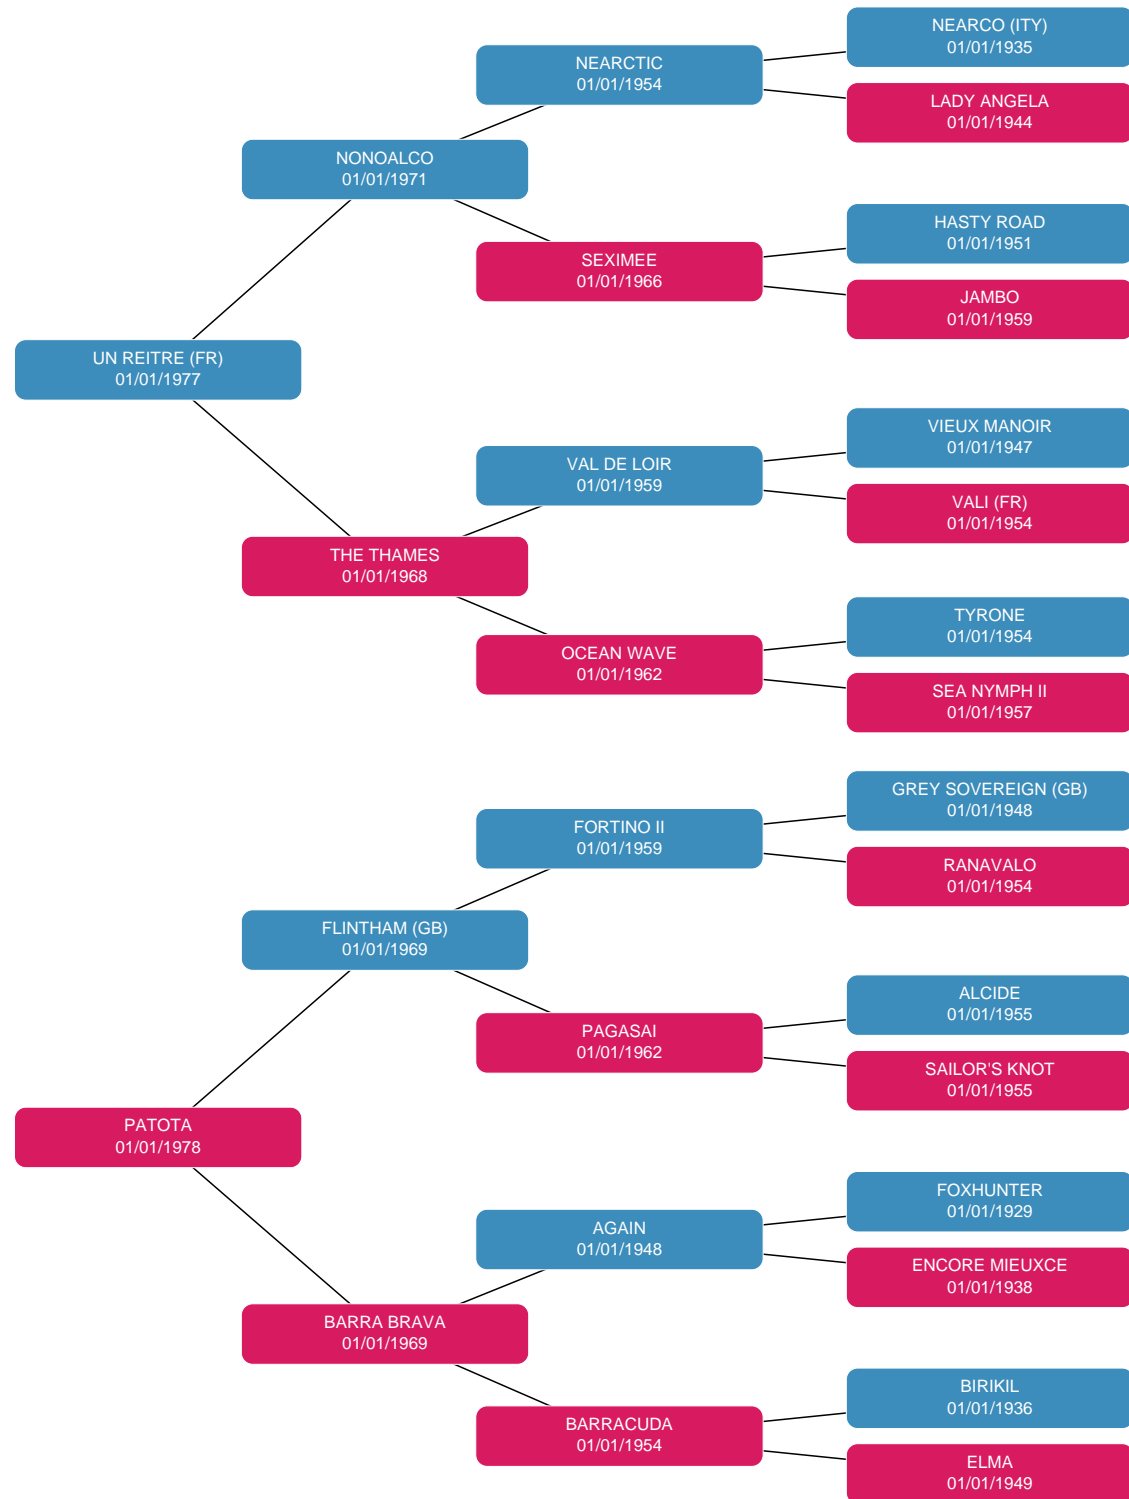 NEARCO (ITY)
01/01/1935
NEARCTIC
01/01/1954
LADY ANGELA
01/01/1944
NONOALCO
01/01/1971
HASTY ROAD
01/01/1951
SEXIMEE
01/01/1966
JAMBO
01/01/1959
UN REITRE (FR)
01/01/1977
VIEUX MANOIR
01/01/1947
VAL DE LOIR
01/01/1959
VALI (FR)
01/01/1954
THE THAMES
01/01/1968
TYRONE
01/01/1954
OCEAN WAVE
01/01/1962
SEA NYMPH II
01/01/1957
GREY SOVEREIGN (GB)
01/01/1948
FORTINO II
01/01/1959
RANAVALO
01/01/1954
FLINTHAM (GB)
01/01/1969
ALCIDE
01/01/1955
PAGASAI
01/01/1962
SAILOR'S KNOT
01/01/1955
PATOTA
01/01/1978
FOXHUNTER
01/01/1929
AGAIN
01/01/1948
ENCORE MIEUXCE
01/01/1938
BARRA BRAVA
01/01/1969
BIRIKIL
01/01/1936
BARRACUDA
01/01/1954
ELMA
01/01/1949